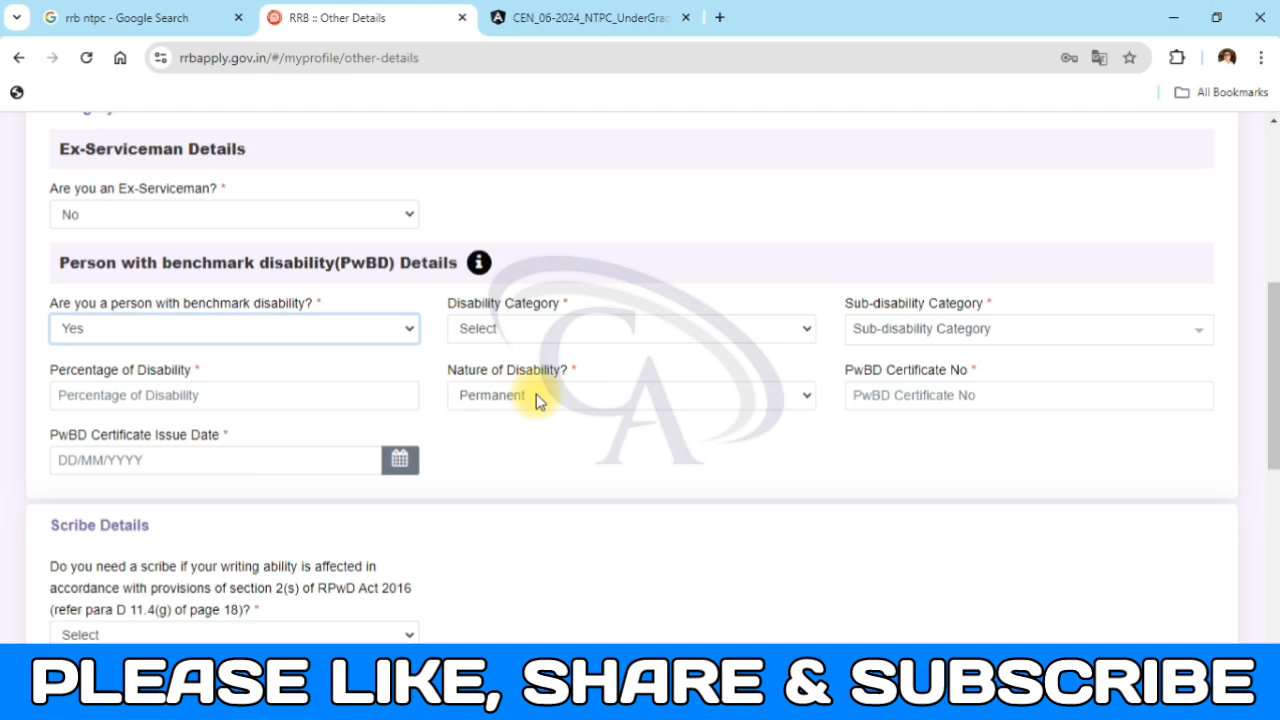 rrb ntpc - Google Search
RRB :: Other Details
CEN_06-2024_NTPC_UnderGrac
rrbapply.gov.in/#/myprofile/other-details
All Bookmarks
Ex-Serviceman Details
Are you an Ex-Serviceman? *
No
Person with benchmark disability(PwBD) Details
Are you a person with benchmark disability? *
Disability Category *
Sub-disability Category *
Yes
Select
Sub-disability Category
Percentage of Disability *
Nature of Disability? *
PwBD Certificate No *
Percentage of Disability
Permanent
PwBD Certificate No
PwBD Certificate Issue Date *
DD/MM/YYYY
CA
Scribe Details
Do you need a scribe if your writing ability is affected in
accordance with provisions of section 2(s) of RPwD Act 2016
(refer para D 11.4(g) of page 18)? *
Select
PLEASE LIKE, SHARE & SUBSCRIBE